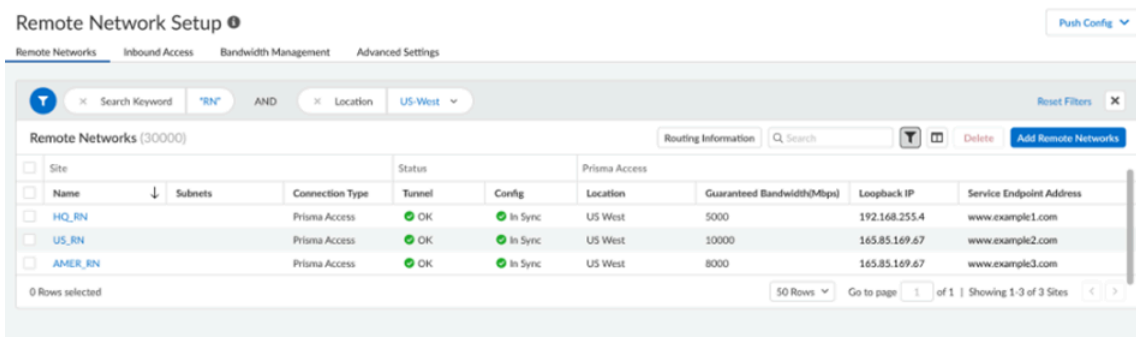 Remote Network Setup
Push Config
Remote Networks Inbound Access Bandwidth Management Advanced Settings
Search Keyword "RN" AND Location US-West Reset Filters
Remote Networks (30000) Routing Information Search Delete Add Remote Networks
Site Status Prisma Access
Name Subnets Connection Type Tunnel Config Location Guaranteed Bandwidth(Mbps) Loopback IP Service Endpoint Address
HQ_RN Prisma Access OK In Sync US West 5000 192.168.255.4 www.example1.com
US_RN Prisma Access OK In Sync US West 10000 165.85.169.67 www.example2.com
AMER_RN Prisma Access OK In Sync US West 8000 165.85.169.67 www.example3.com
0 Rows selected 50 Rows Go to page 1 of 1 | Showing 1-3 of 3 Sites